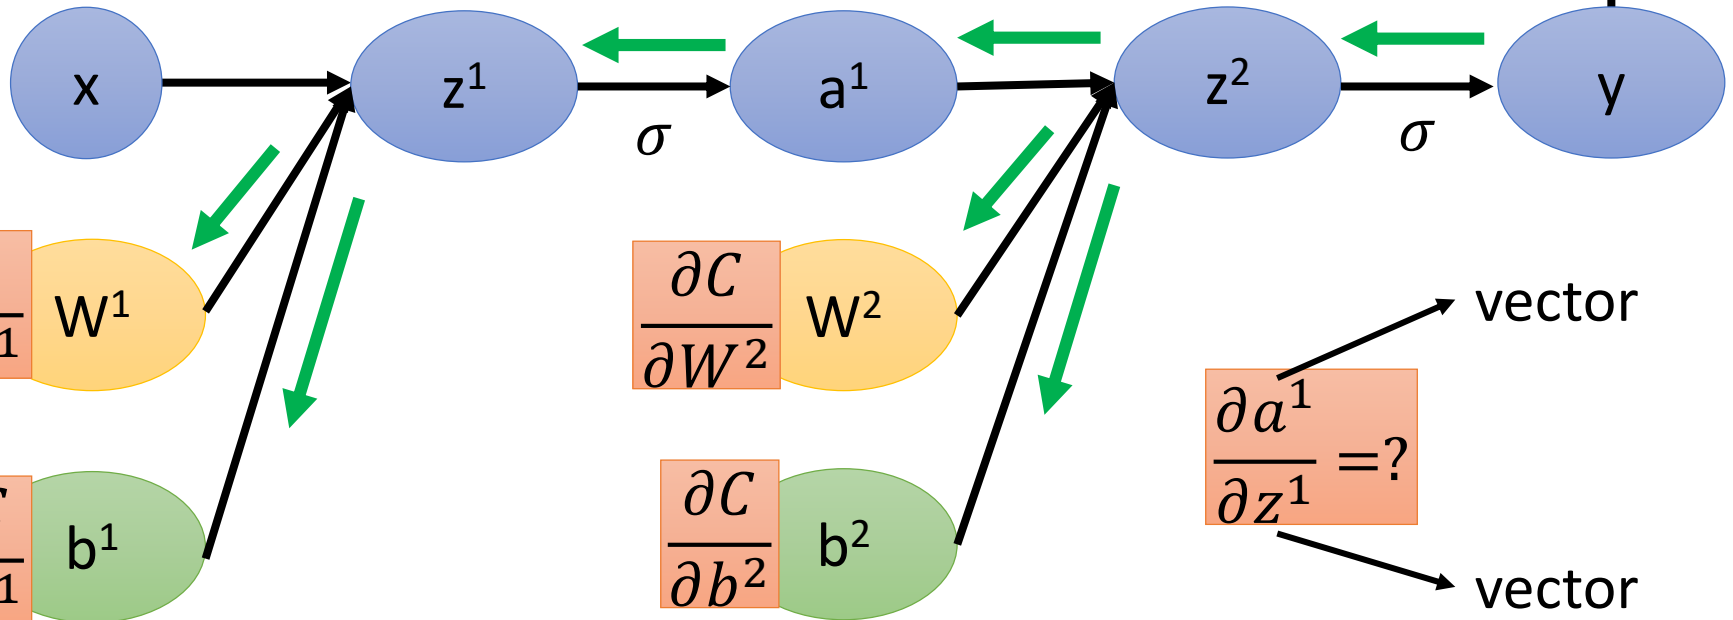 x z¹ a¹ z² y
σ σ
W¹ ∂C/∂W² W² vector
∂a¹/∂z¹ =?
b¹ ∂C/∂b² b² vector